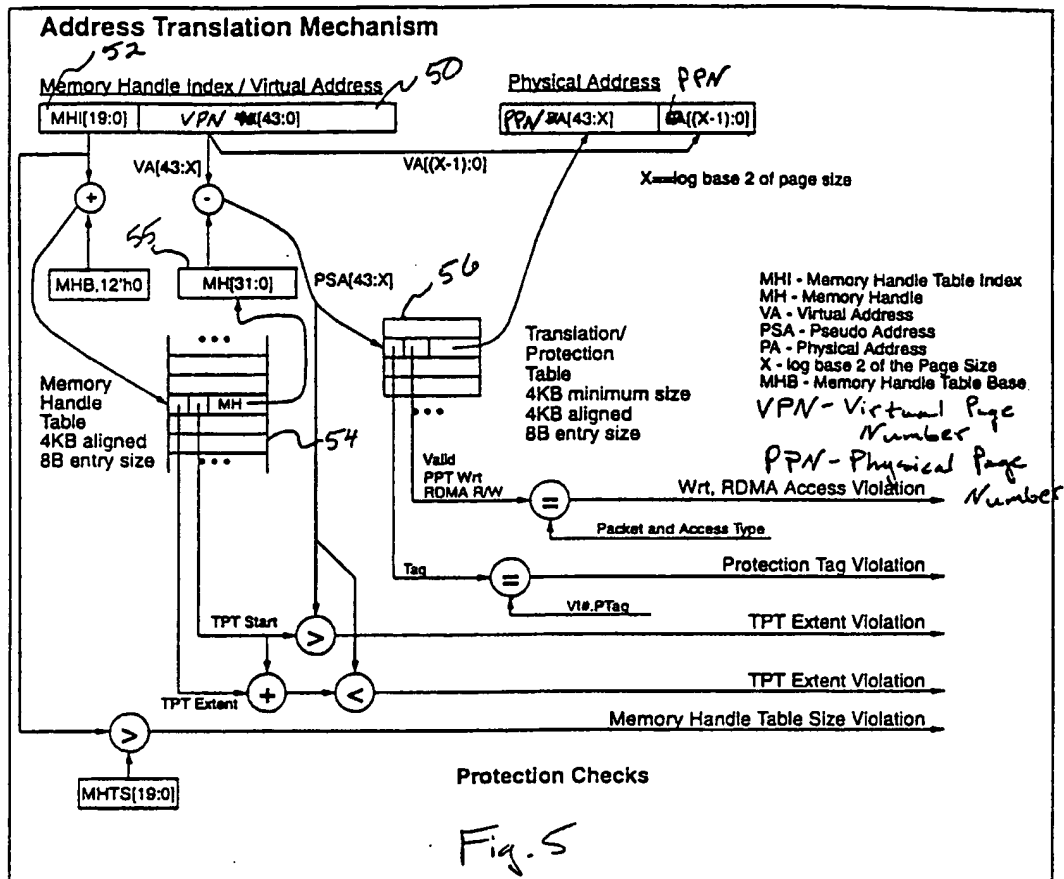 Address Translation Mechanism
52
Memory Handle Index / Virtual Address
50
Physical Address
PPN
MHI[19:0]
VPN [43:0]
PPN PA[43:X]
[(X-1):0]
VA[43:X]
VA[(X-1):0]
X==log base 2 of page size
+
-
55
56
MHB,12'h0
MH[31:0]
PSA[43:X]
MHI - Memory Handle Table Index
MH - Memory Handle
VA - Virtual Address
PSA - Pseudo Address
PA - Physical Address
X - log base 2 of the Page Size
MHB - Memory Handle Table Base
VPN - Virtual Page
Number
PPN - Physical Page
Number
Translation/
Protection
Table
4KB minimum size
4KB aligned
8B entry size
Memory
Handle
Table
4KB aligned
8B entry size
MH
54
Valid
PPT Wrt
RDMA R/W
=
Wrt, RDMA Access Violation
Packet and Access Type
Tag
=
Protection Tag Violation
VI#.PTag
TPT Start
>
TPT Extent Violation
TPT Extent
+
<
TPT Extent Violation
>
Memory Handle Table Size Violation
MHTS[19:0]
Protection Checks
Fig. 5